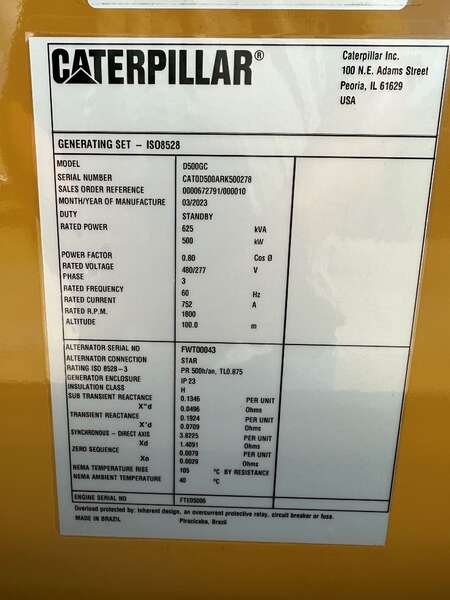 CATERPILLAR®
Caterpillar Inc.
100 N.E. Adams Street
Peoria, IL 61629
USA
GENERATING SET - ISO8528
MODEL D500GC
SERIAL NUMBER CAT0D500ARK500278
SALES ORDER REFERENCE 0000672791/000010
MONTH/YEAR OF MANUFACTURE 03/2023
DUTY STANDBY
RATED POWER 625 kVA
500 kW
POWER FACTOR 0.80 Cos Ø
RATED VOLTAGE 480/277 V
PHASE 3
RATED FREQUENCY 60 Hz
RATED CURRENT 752 A
RATED R.P.M. 1800
ALTITUDE 100.0 m
ALTERNATOR SERIAL NO FWT00043
ALTERNATOR CONNECTION STAR
RATING ISO 8528-3 PR 500h/an, TL0.875
GENERATOR ENCLOSURE IP 23
INSULATION CLASS H
SUB TRANSIENT REACTANCE 0.1346 PER UNIT
X"d 0.0496 Ohms
TRANSIENT REACTANCE 0.1924 PER UNIT
X'd 0.0709 Ohms
SYNCHRONOUS - DIRECT AXIS 3.8225 PER UNIT
Xd 1.4091 Ohms
ZERO SEQUENCE 0.0079 PER UNIT
Xo 0.0029 Ohms
NEMA TEMPERATURE RISE 105 °C BY RESISTANCE
NEMA AMBIENT TEMPERATURE 40 °C
ENGINE SERIAL NO FTE05006
Overload protected by: inherent design, an overcurrent protective relay, circuit breaker or fuse.
MADE IN BRAZIL Piracicaba, Brazil